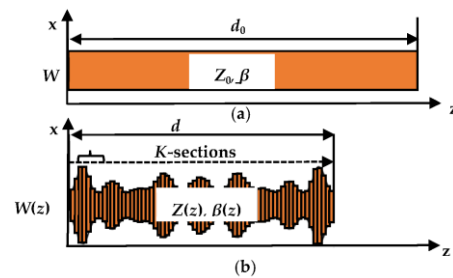 x
d₀
W
Z₀, β
z
(a)
x
d
K-sections
W(z)
Z(z), β(z)
z
(b)